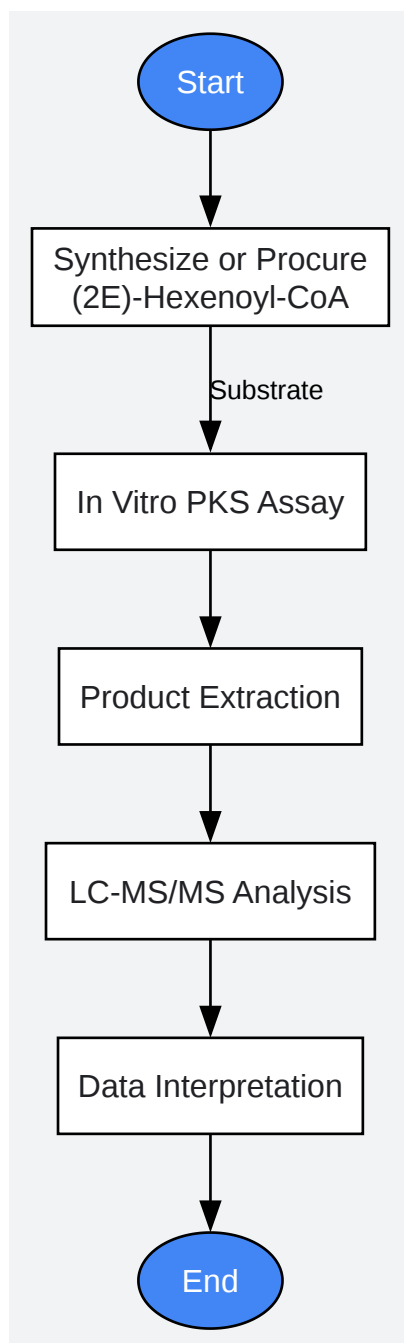 Start
Synthesize or Procure
(2E)-Hexenoyl-CoA
Substrate
In Vitro PKS Assay
Product Extraction
LC-MS/MS Analysis
Data Interpretation
End